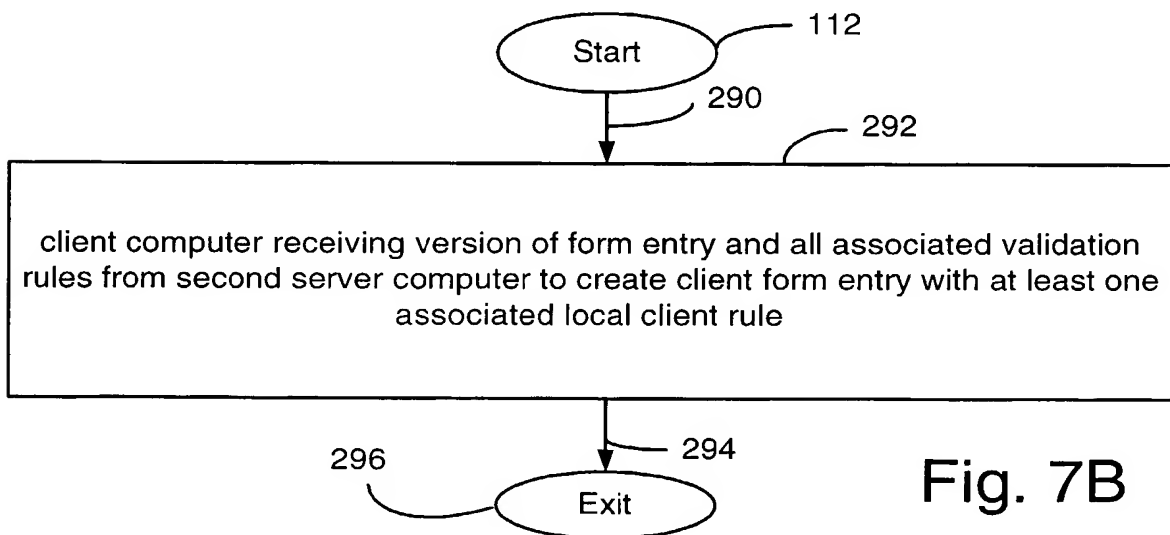 Start
112
290
292
client computer receiving version of form entry and all associated validation
rules from second server computer to create client form entry with at least one
associated local client rule
294
296
Exit
Fig. 7B